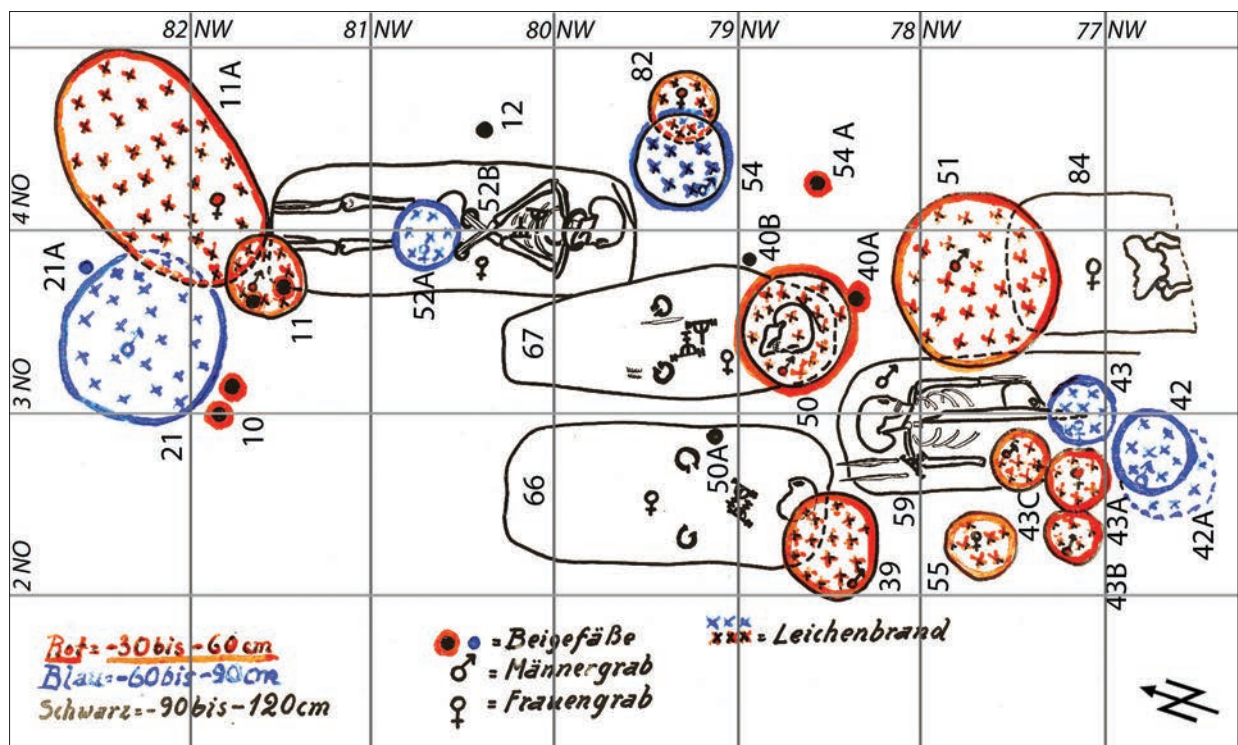 82 NW
81 NW
80 NW
79 NW
78 NW
77 NW
4 NO
3 NO
2 NO
11A
12
82
52B
54
54 A
51
84
21A
52A
40B
40A
11
67
21
10
50
43
42
66
50A
59
43C
43A
42A
39
55
43B
Rot = -30 bis -60 cm
Blau = -60 bis -90 cm
Schwarz = -90 bis -120 cm
= Beigefäße
♂ = Männergrab
♀ = Frauengrab
= Leichenbrand